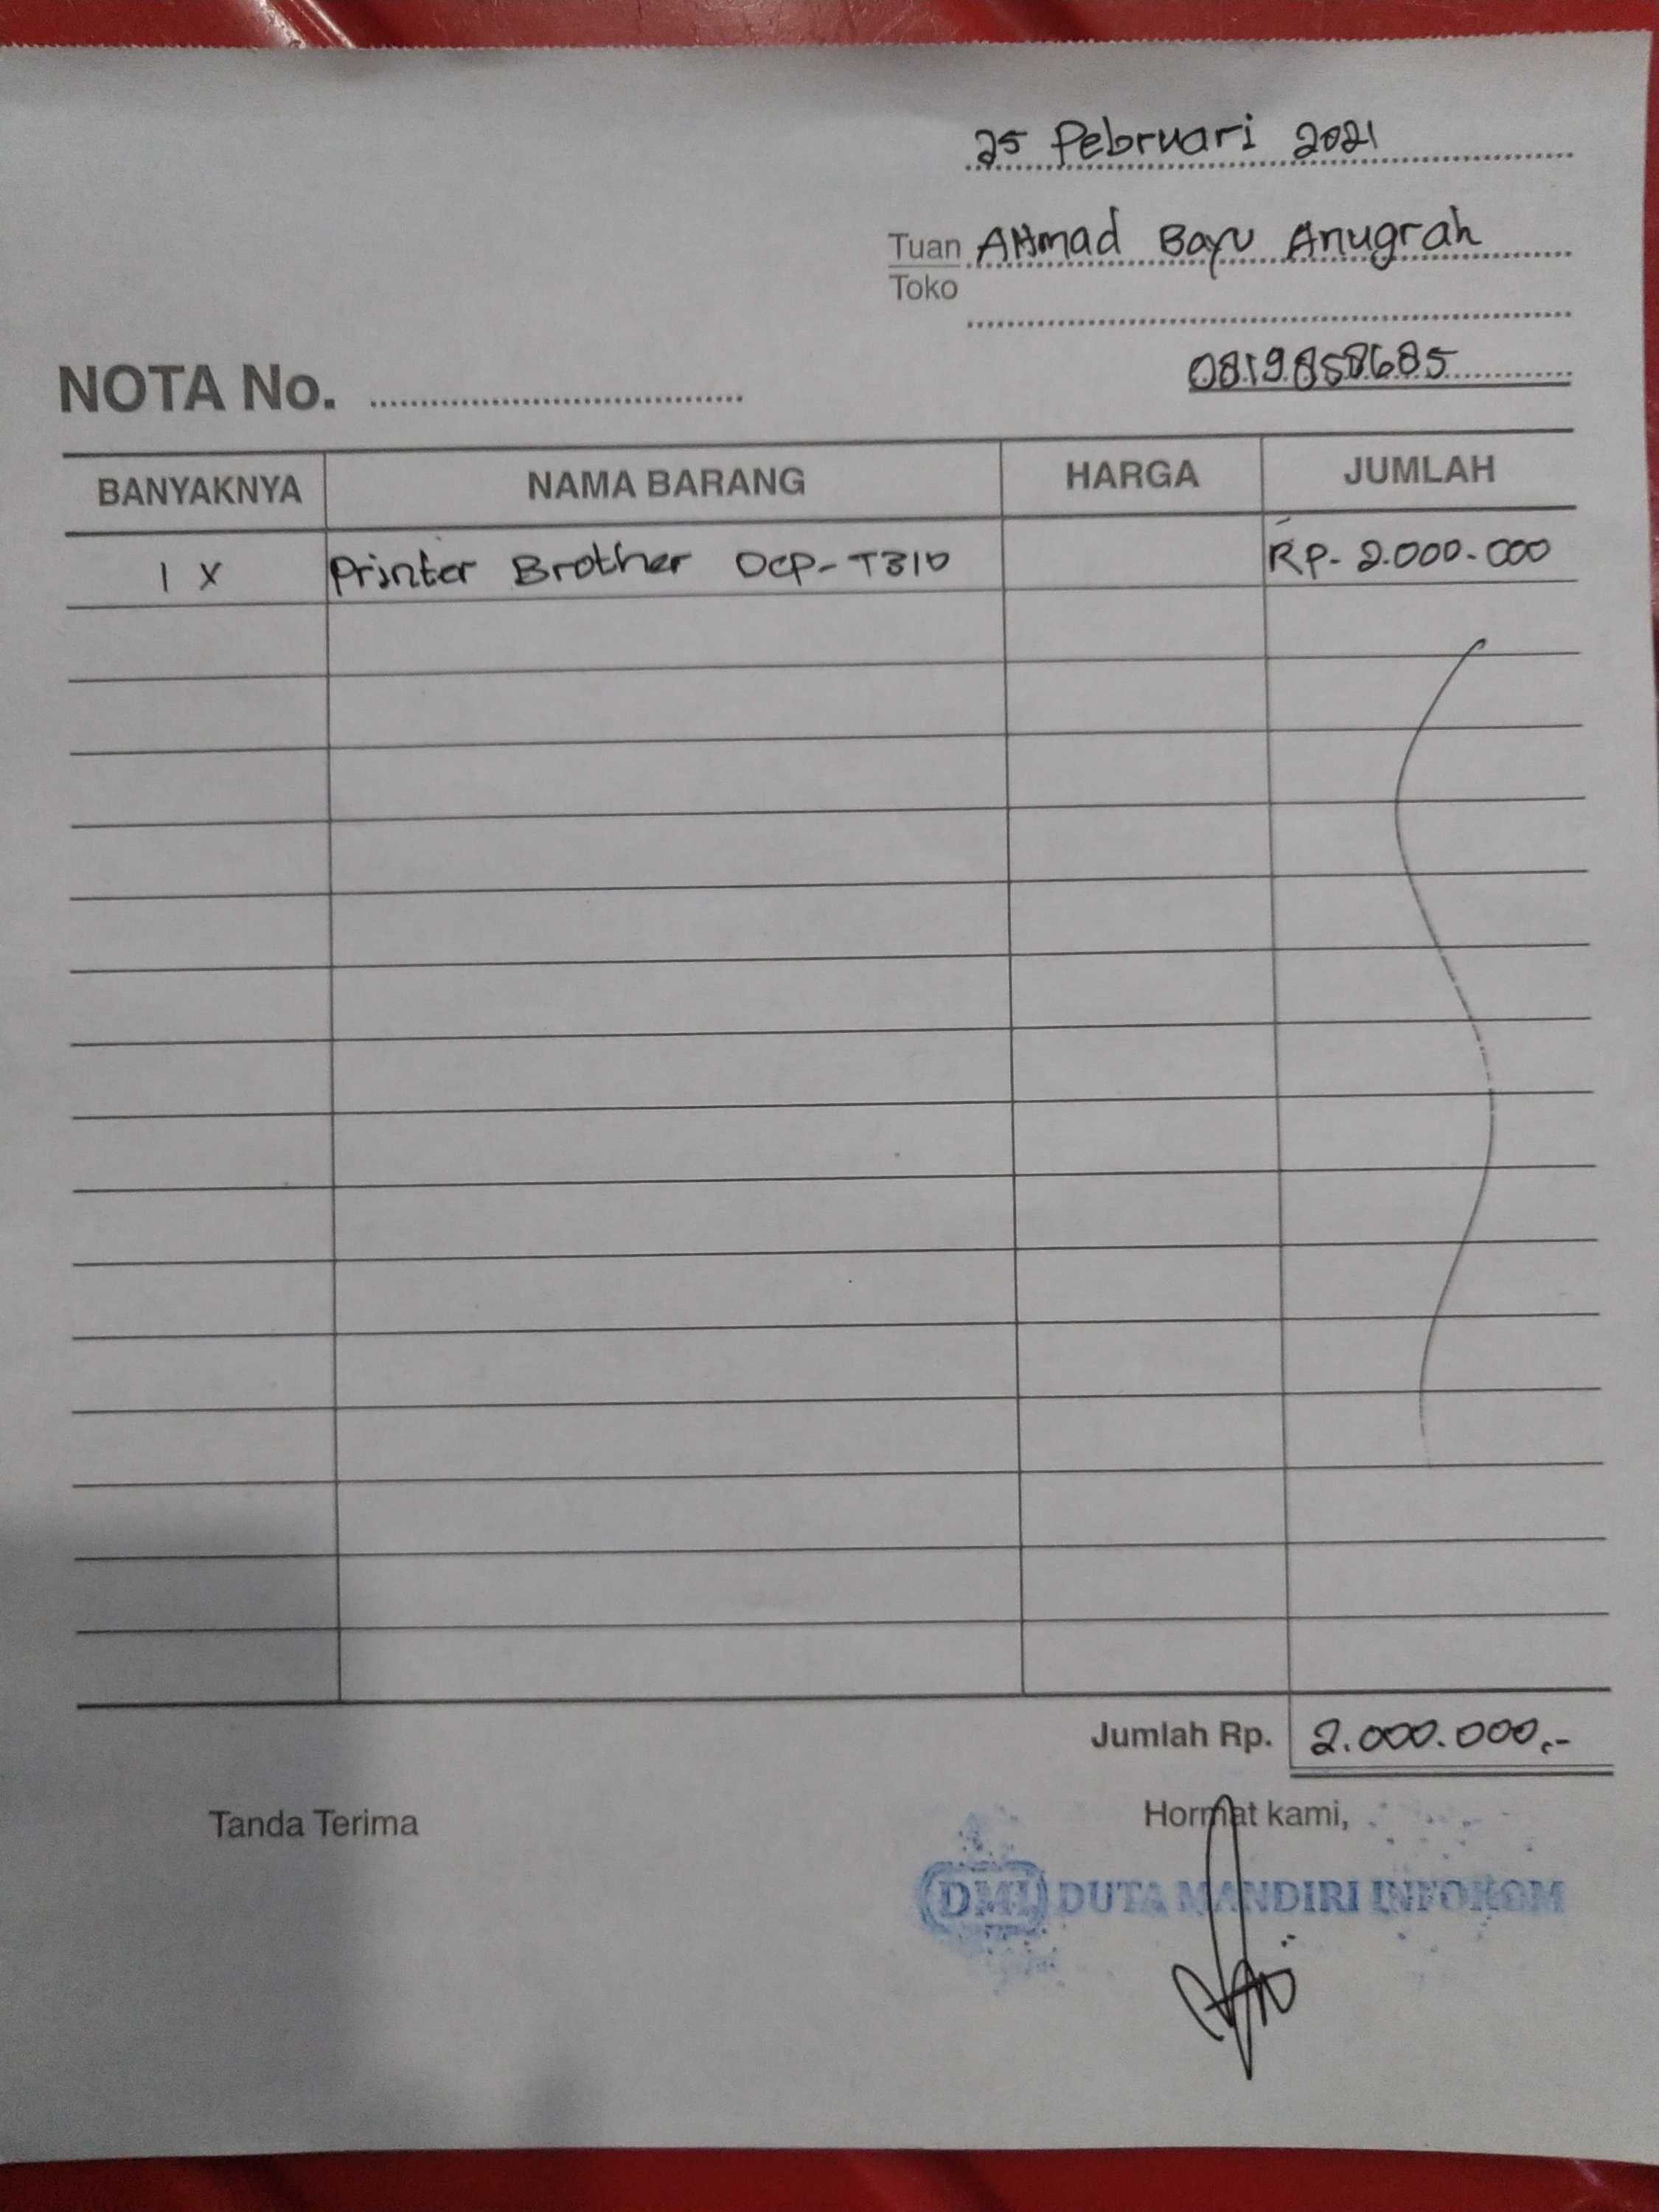 25 Pebruari 2021
Tuan AHmad Bayu Anugrah
Toko
0819858685
NOTA No.
BANYAKNYA NAMA BARANG HARGA JUMLAH
1 X Printer Brother DCP-T310 RP. 2.000.000
Jumlah Rp. 2.000.000,-
Tanda Terima Hormat kami,
DMI DUTA MANDIRI INFOKOM